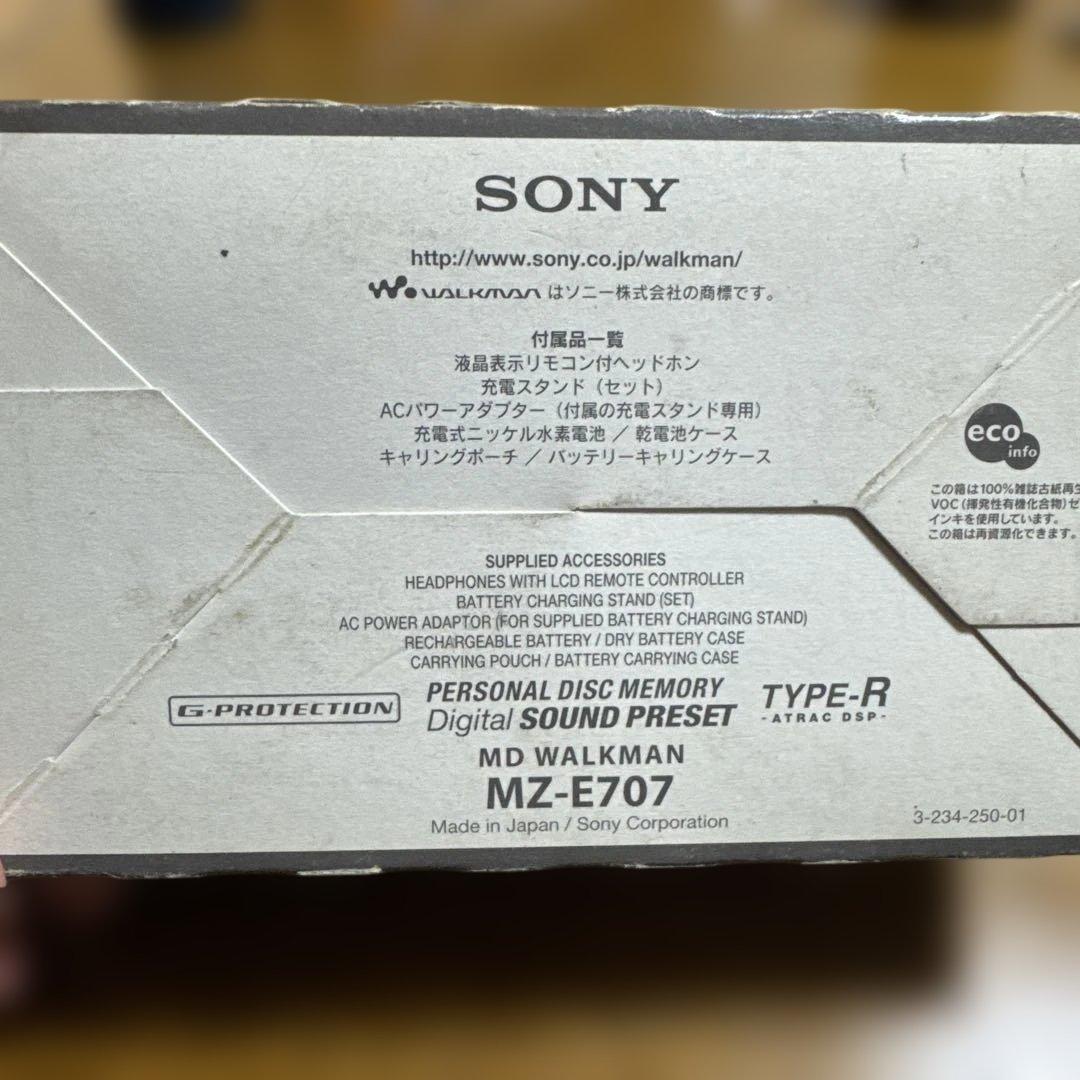 SONY
http://www.sony.co.jp/walkman/
WALKMAN はソニー株式会社の商標です。
付属品一覧
液晶表示リモコン付ヘッドホン
充電スタンド（セット）
ACパワーアダプター（付属の充電スタンド専用）
充電式ニッケル水素電池 ／ 乾電池ケース
キャリングポーチ ／ バッテリーキャリングケース
eco
info
この箱は100%雑誌古紙再生
VOC（揮発性有機化合物）ゼ
インキを使用しています。
この箱は再資源化できます。
SUPPLIED ACCESSORIES
HEADPHONES WITH LCD REMOTE CONTROLLER
BATTERY CHARGING STAND (SET)
AC POWER ADAPTOR (FOR SUPPLIED BATTERY CHARGING STAND)
RECHARGEABLE BATTERY / DRY BATTERY CASE
CARRYING POUCH / BATTERY CARRYING CASE
G-PROTECTION
PERSONAL DISC MEMORY
Digital SOUND PRESET
TYPE-R
- ATRAC DSP -
MD WALKMAN
MZ-E707
Made in Japan / Sony Corporation
3-234-250-01